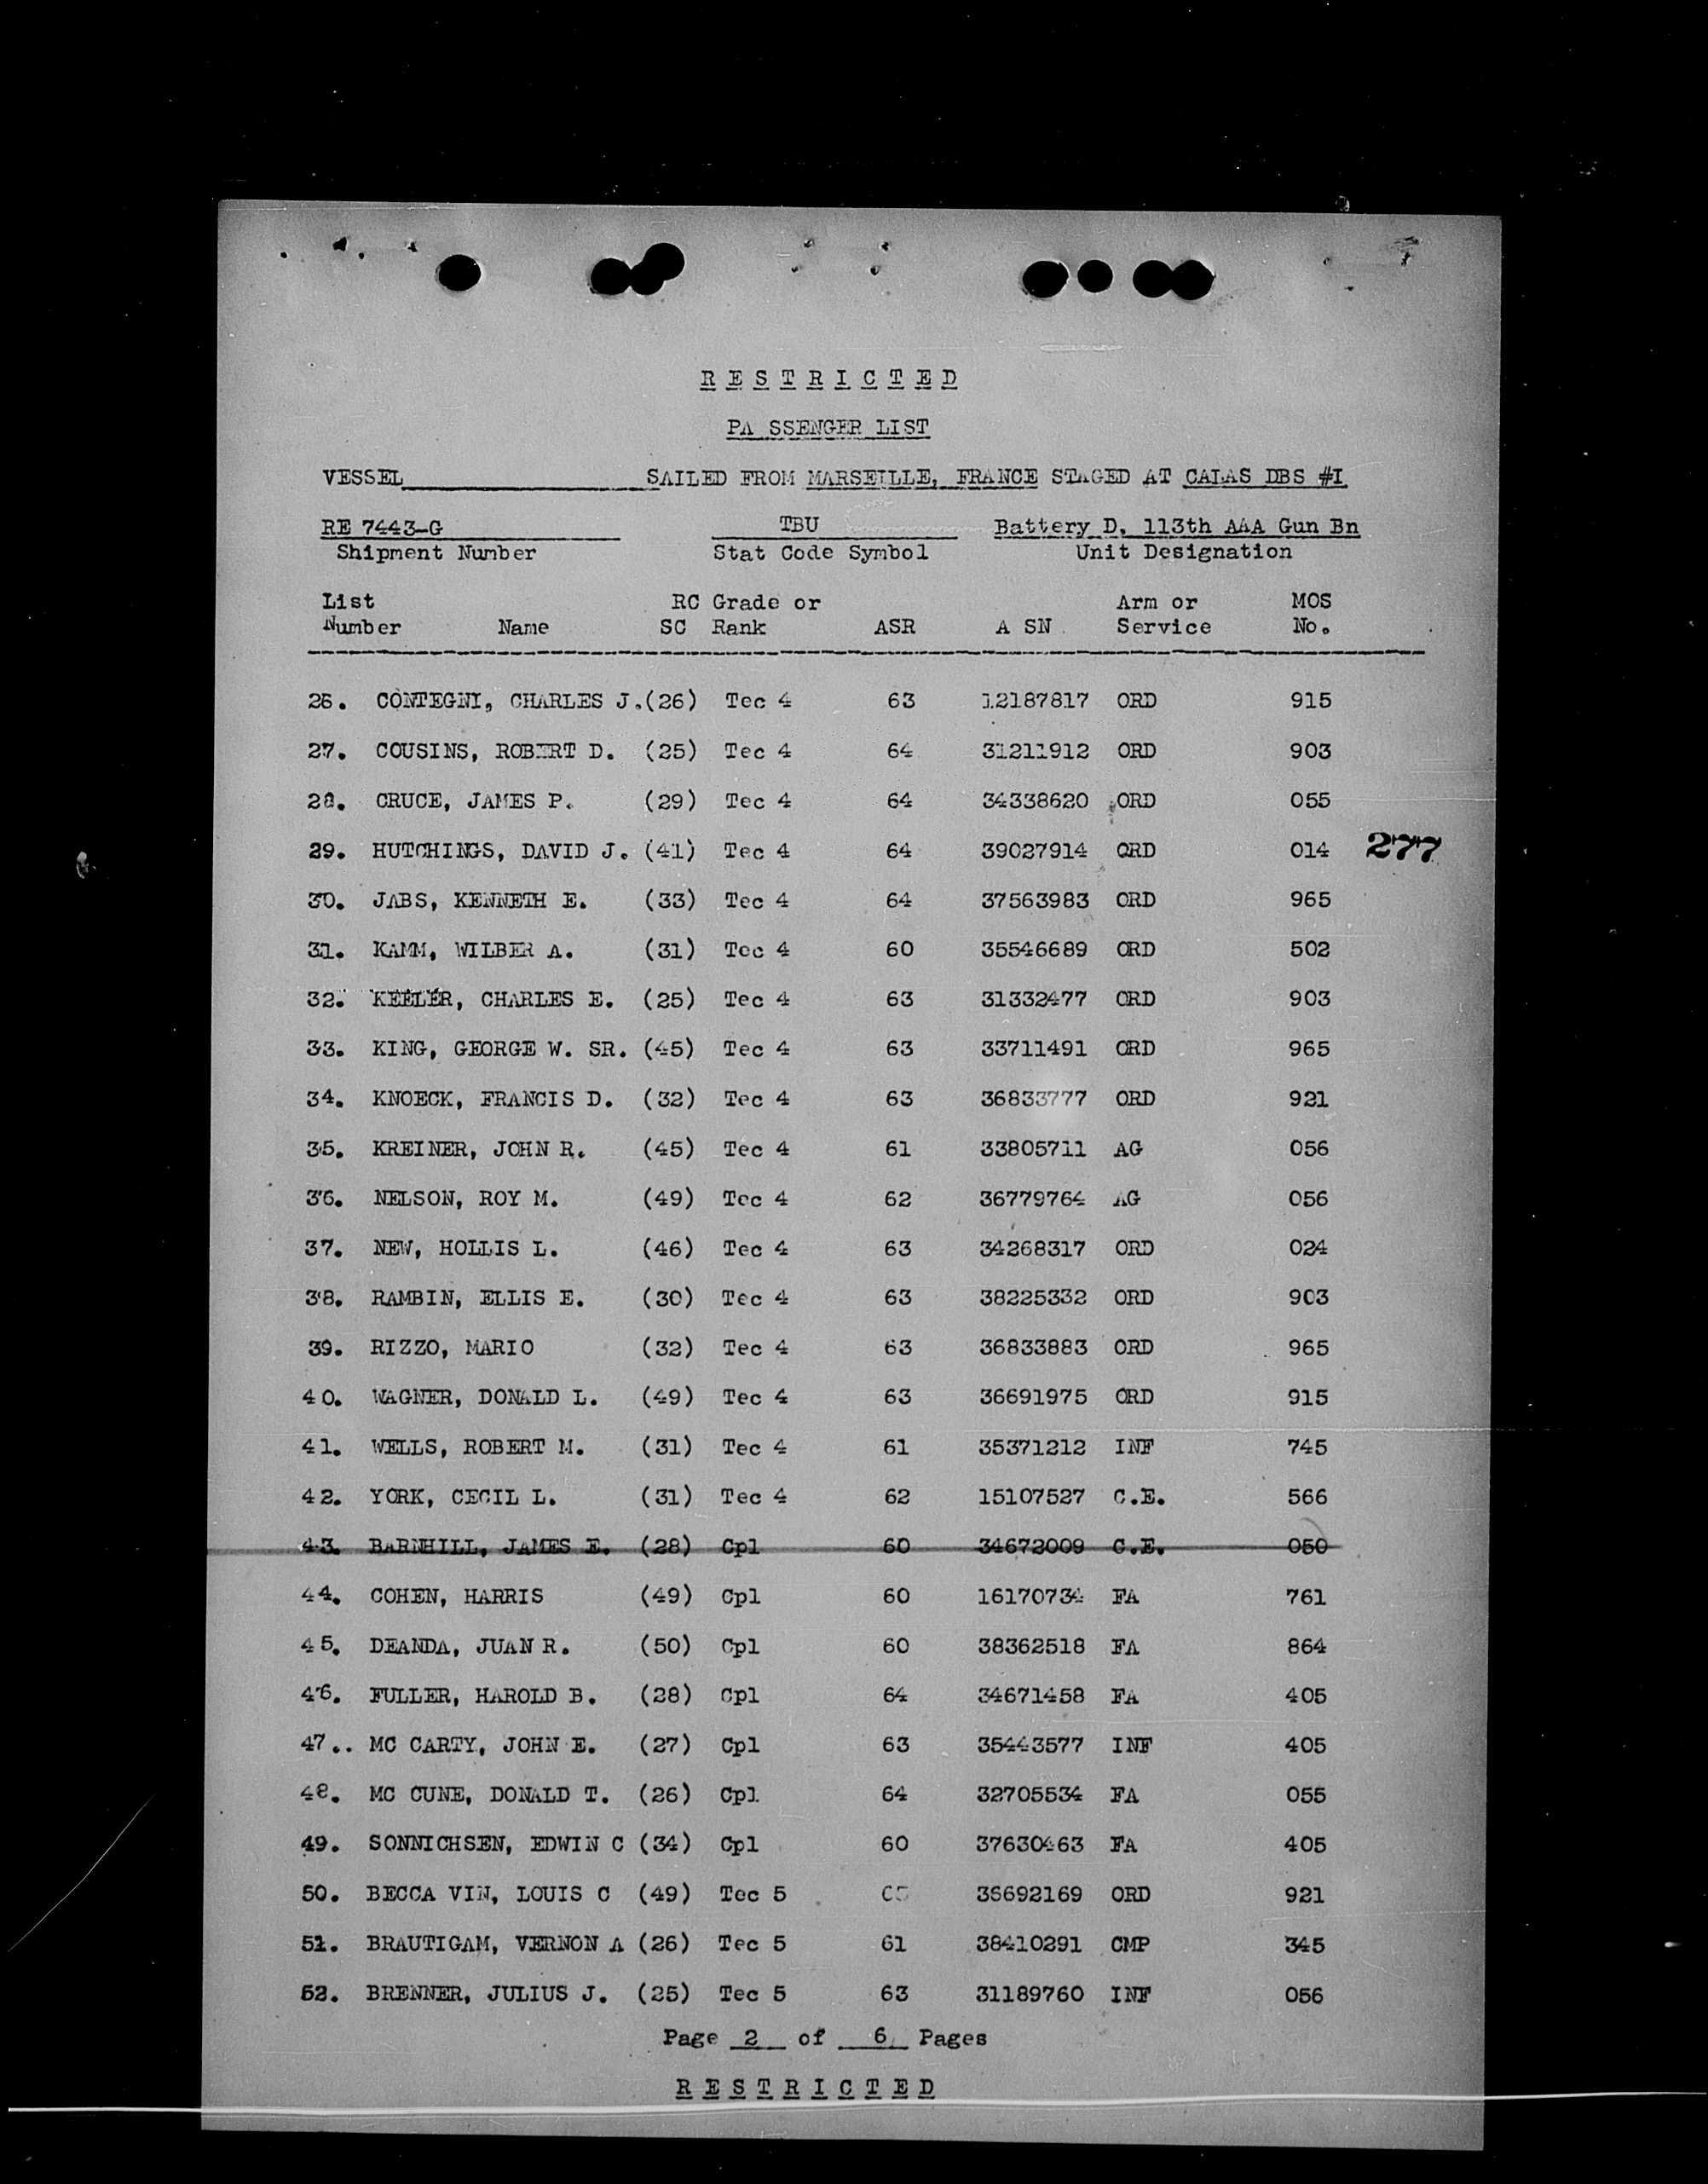 RESTRICTED
PA SSENGER LIST
VESSEL SAILED FROM MARSEILLE, FRANCE STAGED AT CALAS DBS #1
RE 7443-G TBU Battery D, 113th AAA Gun Bn
Shipment Number Stat Code Symbol Unit Designation
List RC Grade or Arm or MOS
Number Name SC Rank ASR A SN Service No.
26. CONTEGNI, CHARLES J. (26) Tec 4 63 12187817 ORD 915
27. COUSINS, ROBERT D. (25) Tec 4 64 31211912 ORD 903
28. CRUCE, JAMES P. (29) Tec 4 64 34338620 ORD 055
29. HUTCHINGS, DAVID J. (41) Tec 4 64 39027914 ORD 014 277
30. JABS, KENNETH E. (33) Tec 4 64 37563983 ORD 965
31. KAMM, WILBER A. (31) Tec 4 60 35546689 ORD 502
32. KEELER, CHARLES E. (25) Tec 4 63 31332477 ORD 903
33. KING, GEORGE W. SR. (45) Tec 4 63 33711491 ORD 965
34. KNOECK, FRANCIS D. (32) Tec 4 63 36833777 ORD 921
35. KREINER, JOHN R. (45) Tec 4 61 33805711 AG 056
36. NELSON, ROY M. (49) Tec 4 62 36779764 AG 056
37. NEW, HOLLIS L. (46) Tec 4 63 34268317 ORD 024
38. RAMBIN, ELLIS E. (30) Tec 4 63 38225332 ORD 903
39. RIZZO, MARIO (32) Tec 4 63 36833883 ORD 965
40. WAGNER, DONALD L. (49) Tec 4 63 36691975 ORD 915
41. WELLS, ROBERT M. (31) Tec 4 61 35371212 INF 745
42. YORK, CECIL L. (31) Tec 4 62 15107527 C.E. 566
43. BARNHILL, JAMES E. (28) Cpl 60 34672009 C.E. 050
44. COHEN, HARRIS (49) Cpl 60 16170734 FA 761
45. DEANDA, JUAN R. (50) Cpl 60 38362518 FA 864
46. FULLER, HAROLD B. (28) Cpl 64 34671458 FA 405
47.. MC CARTY, JOHN E. (27) Cpl 63 35443577 INF 405
48. MC CUNE, DONALD T. (26) Cpl 64 32705534 FA 055
49. SONNICHSEN, EDWIN C (34) Cpl 60 37630463 FA 405
50. BECCA VIN, LOUIS C (49) Tec 5 36692169 ORD 921
51. BRAUTIGAM, VERNON A (26) Tec 5 61 38410291 CMP 345
52. BRENNER, JULIUS J. (25) Tec 5 63 31189760 INF 056
Page 2 of 6 Pages
RESTRICTED